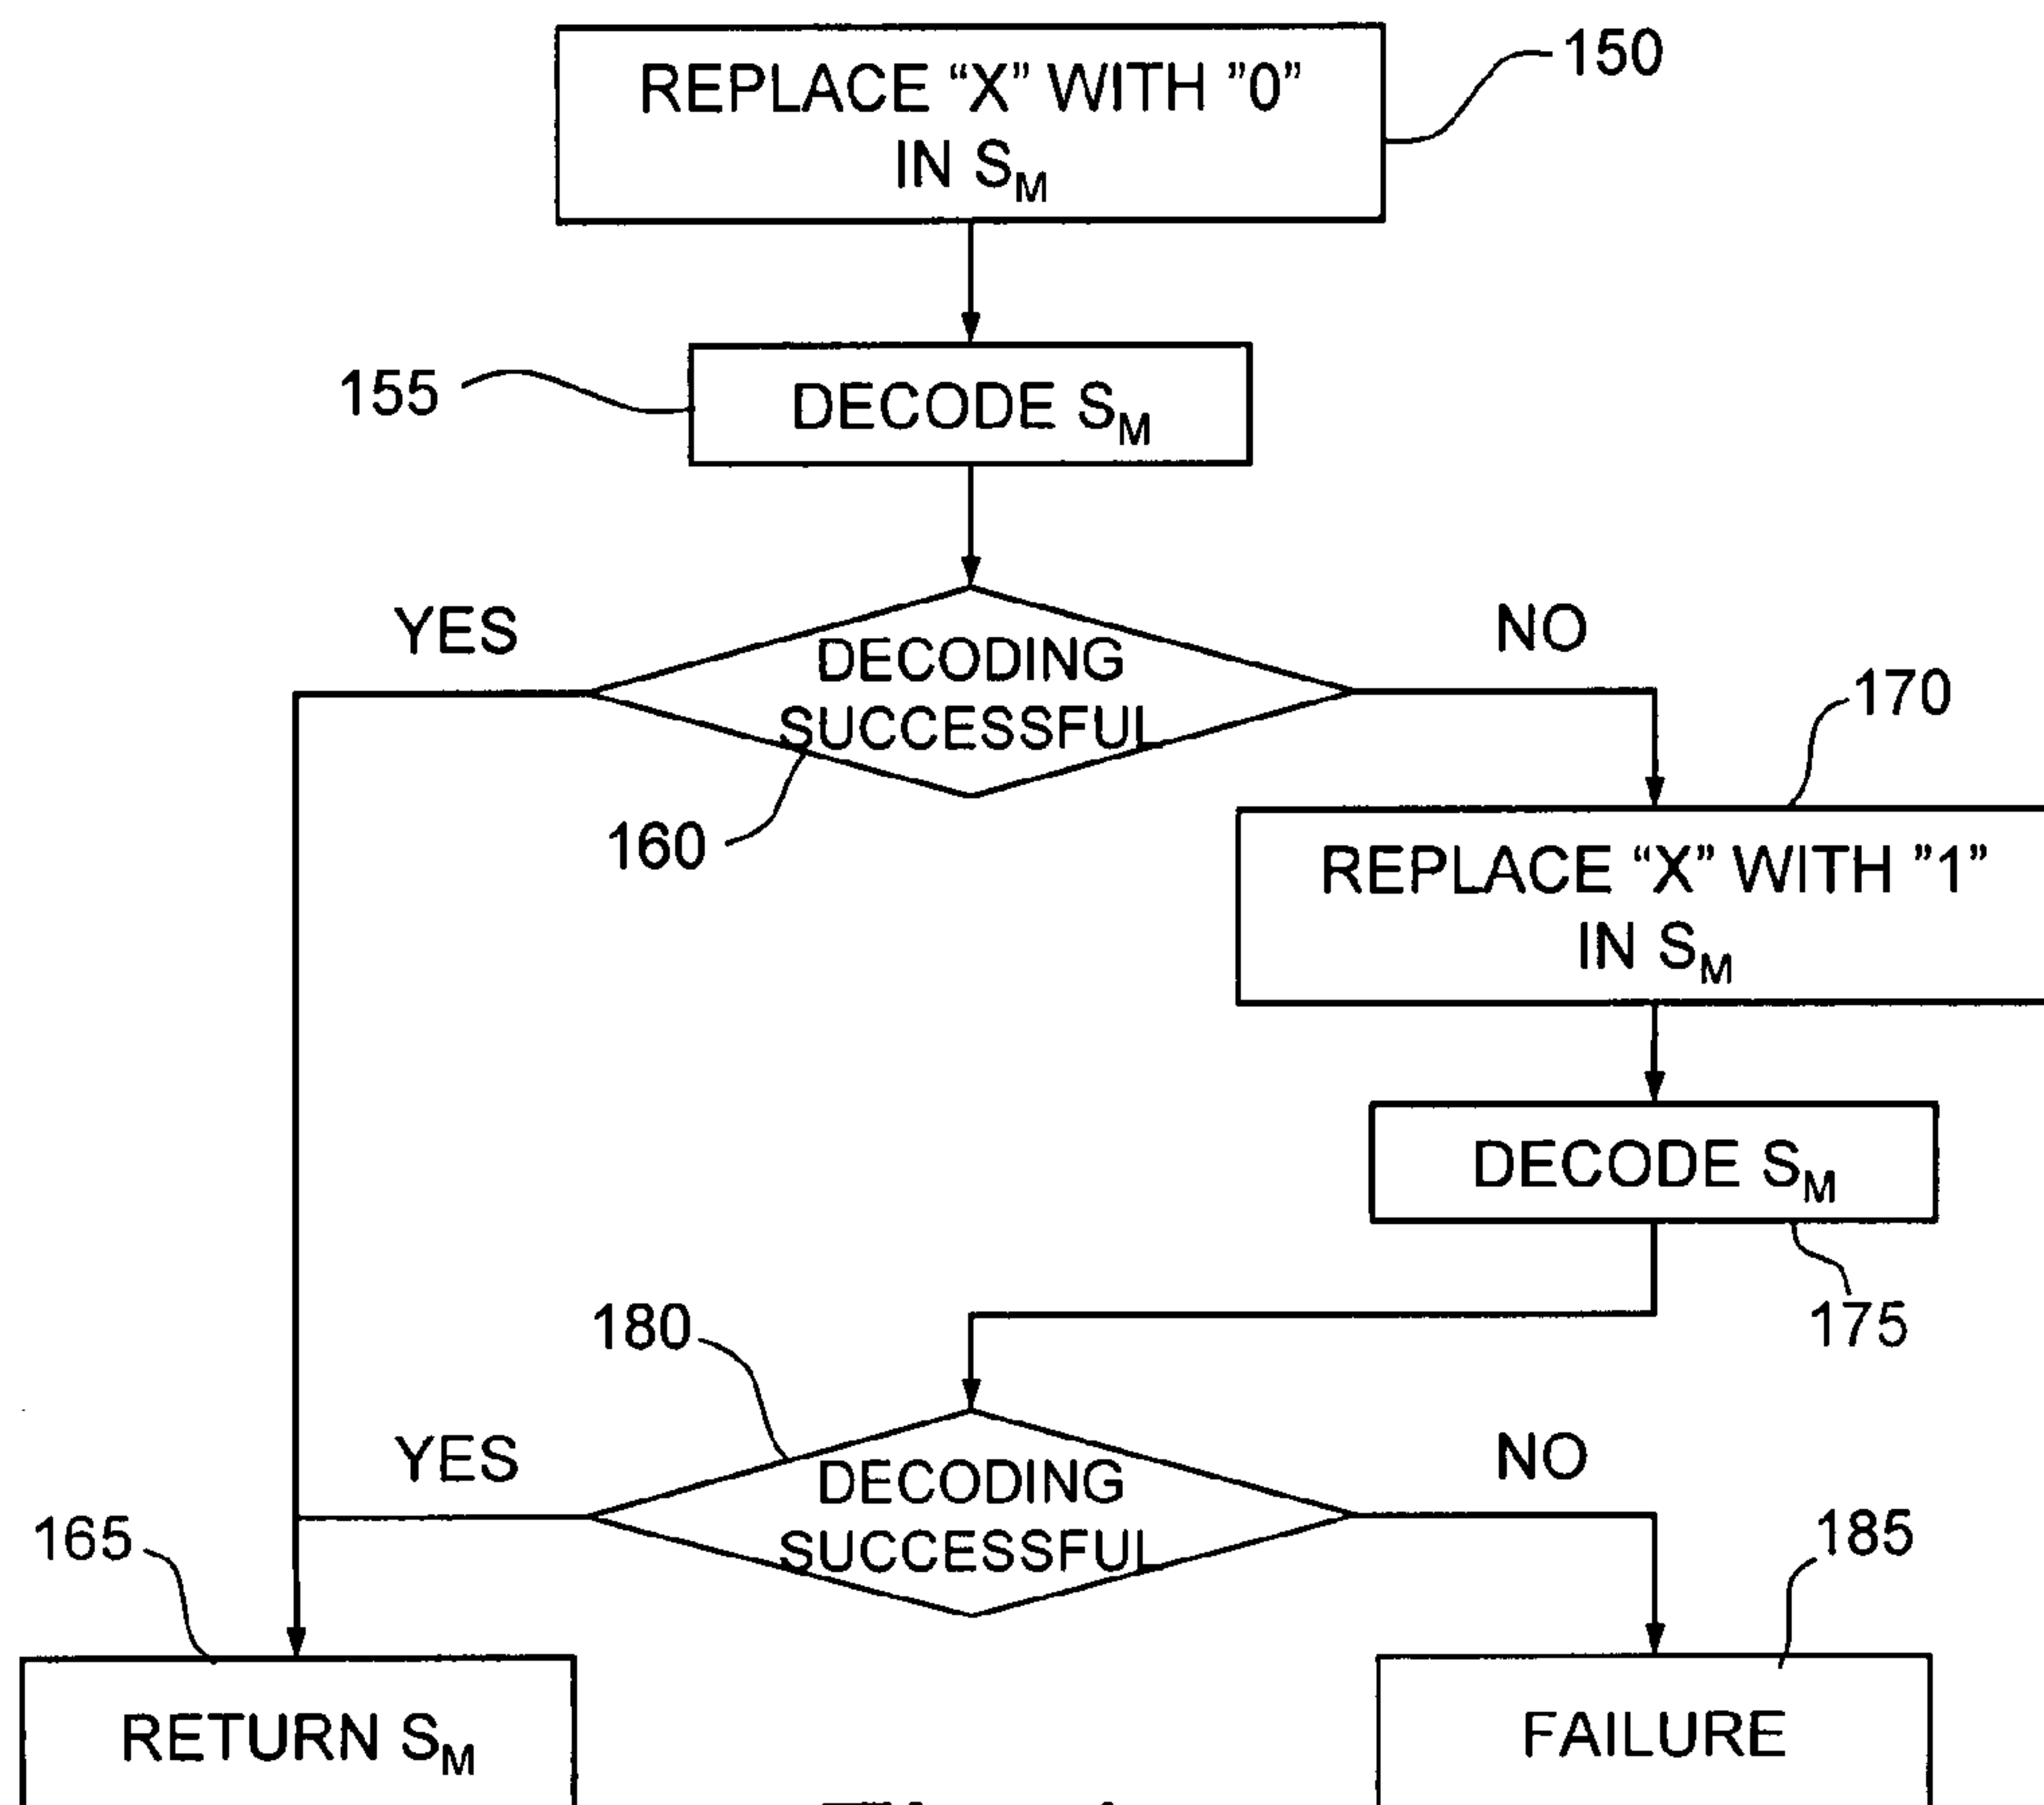 REPLACE “X” WITH ”0”
IN SM
150
DECODE SM
155
YES
NO
DECODING
SUCCESSFUL
160
170
REPLACE “X” WITH ”1”
IN SM
DECODE SM
175
180
YES
NO
DECODING
SUCCESSFUL
165
185
RETURN SM
FAILURE